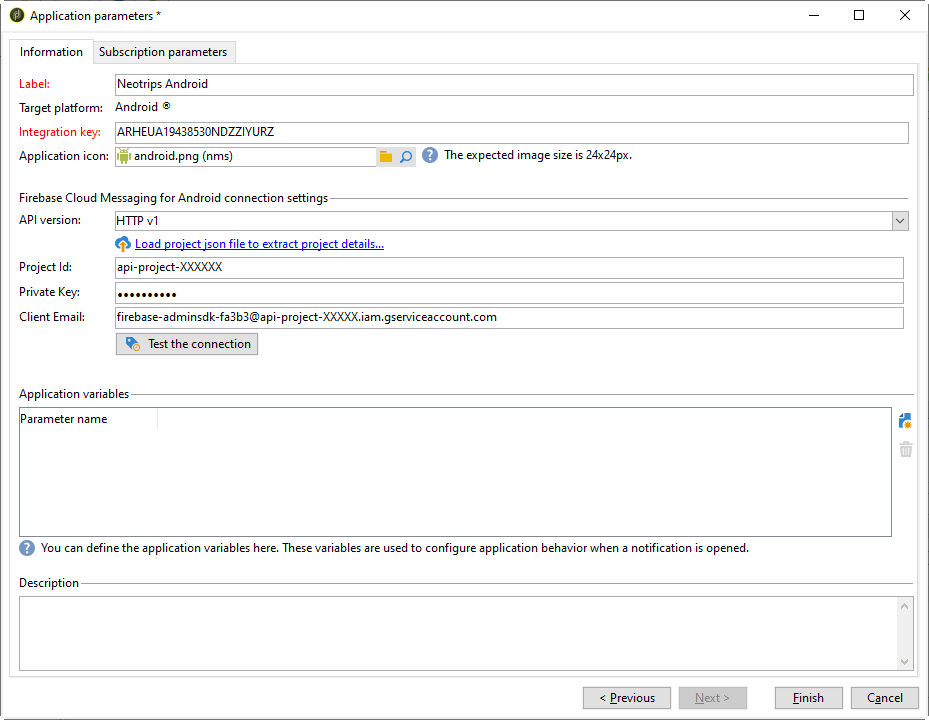 Application parameters *
Information Subscription parameters
Label: Neotrips Android
Target platform: Android ®
Integration key: ARHEUA19438530NDZZIYURZ
Application icon: android.png (nms) ? The expected image size is 24x24px.
Firebase Cloud Messaging for Android connection settings
API version: HTTP v1
Load project json file to extract project details...
Project Id: api-project-XXXXXX
Private Key: ●●●●●●●●●●
Client Email: firebase-adminsdk-fa3b3@api-project-XXXXX.iam.gserviceaccount.com
Test the connection
Application variables
Parameter name
? You can define the application variables here. These variables are used to configure application behavior when a notification is opened.
Description
< Previous Next > Finish Cancel